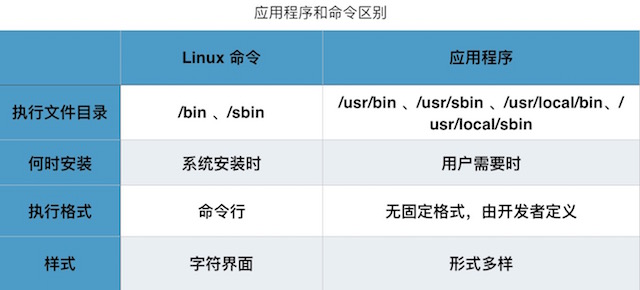 应用程序和命令区别
Linux 命令
应用程序
执行文件目录
/bin 、/sbin
/usr/bin 、/usr/sbin 、/usr/local/bin、/
usr/local/sbin
何时安装
系统安装时
用户需要时
执行格式
命令行
无固定格式，由开发者定义
样式
字符界面
形式多样